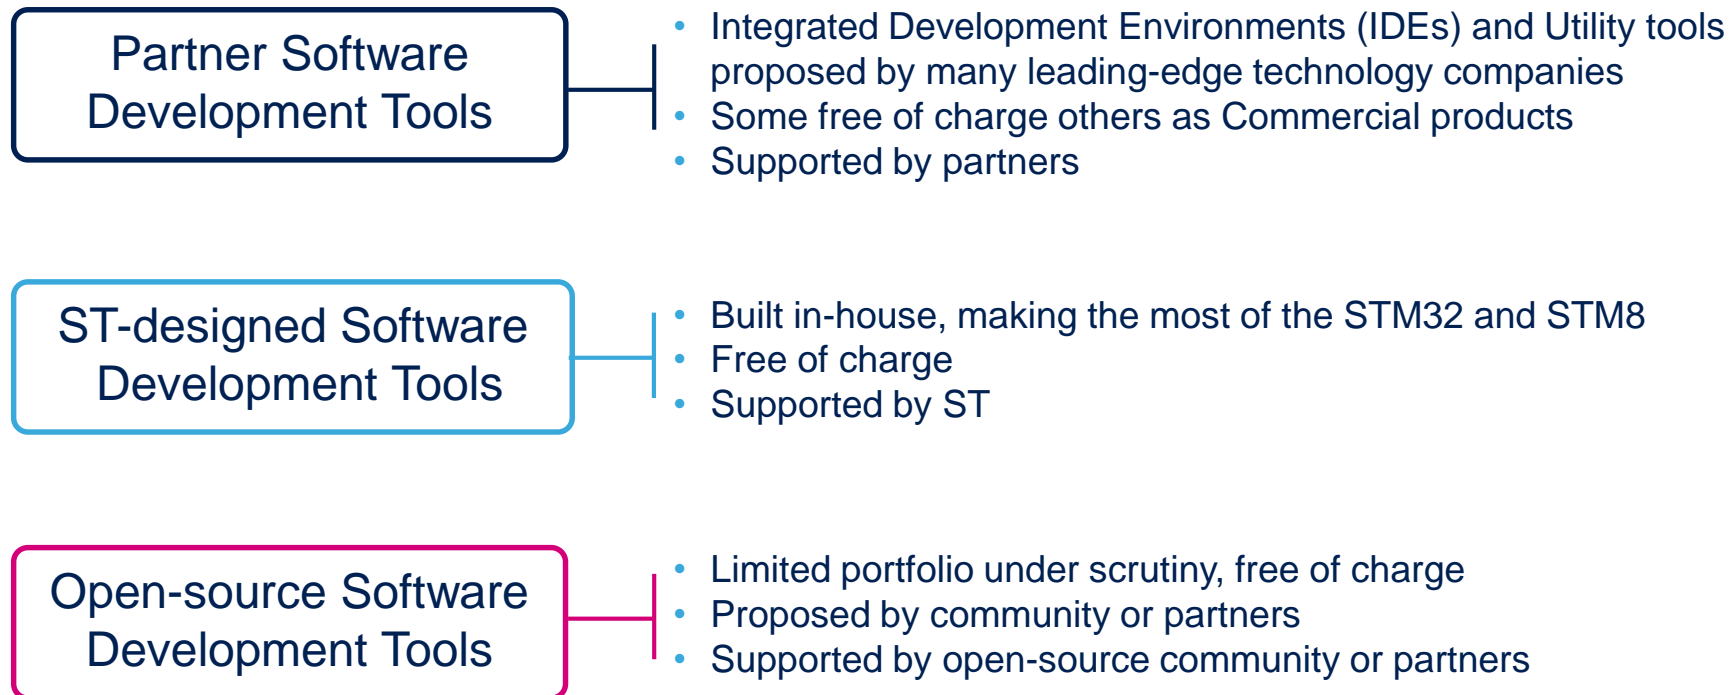 Partner Software
Development Tools
• Integrated Development Environments (IDEs) and Utility tools
proposed by many leading-edge technology companies
• Some free of charge others as Commercial products
• Supported by partners
ST-designed Software
Development Tools
• Built in-house, making the most of the STM32 and STM8
• Free of charge
• Supported by ST
Open-source Software
Development Tools
• Limited portfolio under scrutiny, free of charge
• Proposed by community or partners
• Supported by open-source community or partners